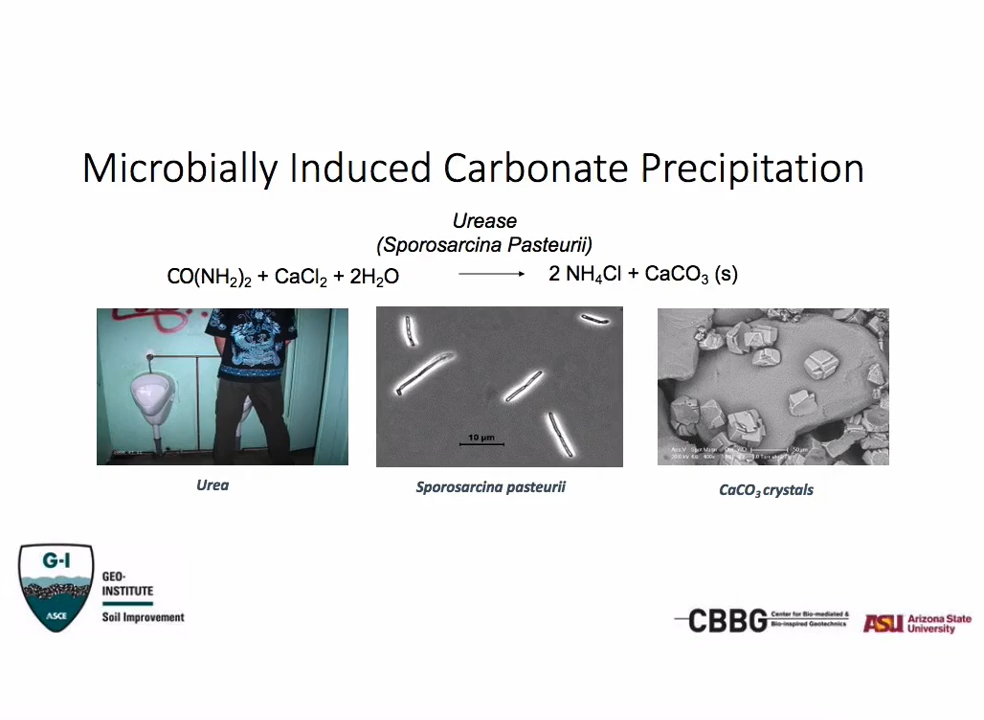 Microbially Induced Carbonate Precipitation
Urease
(Sporosarcina Pasteurii)
CO(NH₂)₂ + CaCl₂ + 2H₂O ⟶ 2 NH₄Cl + CaCO₃ (s)
10 µm
Urea
Sporosarcina pasteurii
CaCO₃ crystals
G-I
ASCE
GEO-
INSTITUTE
Soil Improvement
CBBG
Center for Bio-mediated &
Bio-inspired Geotechnics
ASU
Arizona State
University